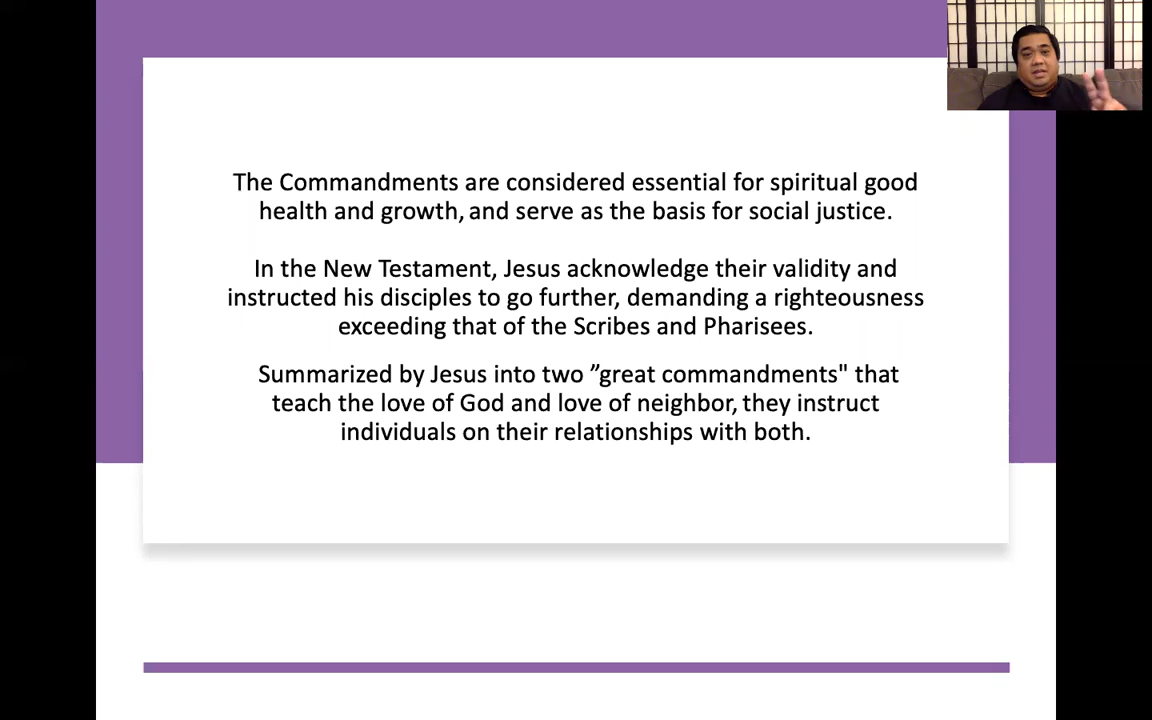 The Commandments are considered essential for spiritual good
health and growth, and serve as the basis for social justice.
In the New Testament, Jesus acknowledge their validity and
instructed his disciples to go further, demanding a righteousness
exceeding that of the Scribes and Pharisees.
Summarized by Jesus into two ”great commandments" that
teach the love of God and love of neighbor, they instruct
individuals on their relationships with both.